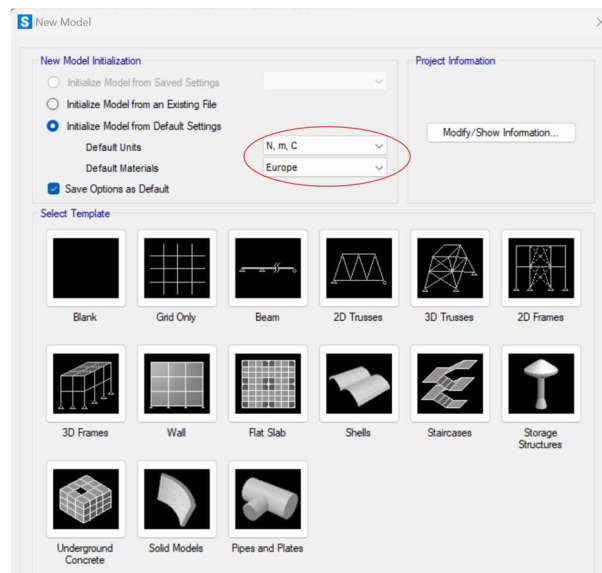 S New Model
New Model Initialization
Project Information
Initialize Model from Saved Settings
Initialize Model from an Existing File
Initialize Model from Default Settings
Modify/Show Information...
Default Units
N, m, C
Default Materials
Europe
Save Options as Default
Select Template
Blank
Grid Only
Beam
2D Trusses
3D Trusses
2D Frames
3D Frames
Wall
Flat Slab
Shells
Staircases
Storage
Structures
Underground
Concrete
Solid Models
Pipes and Plates